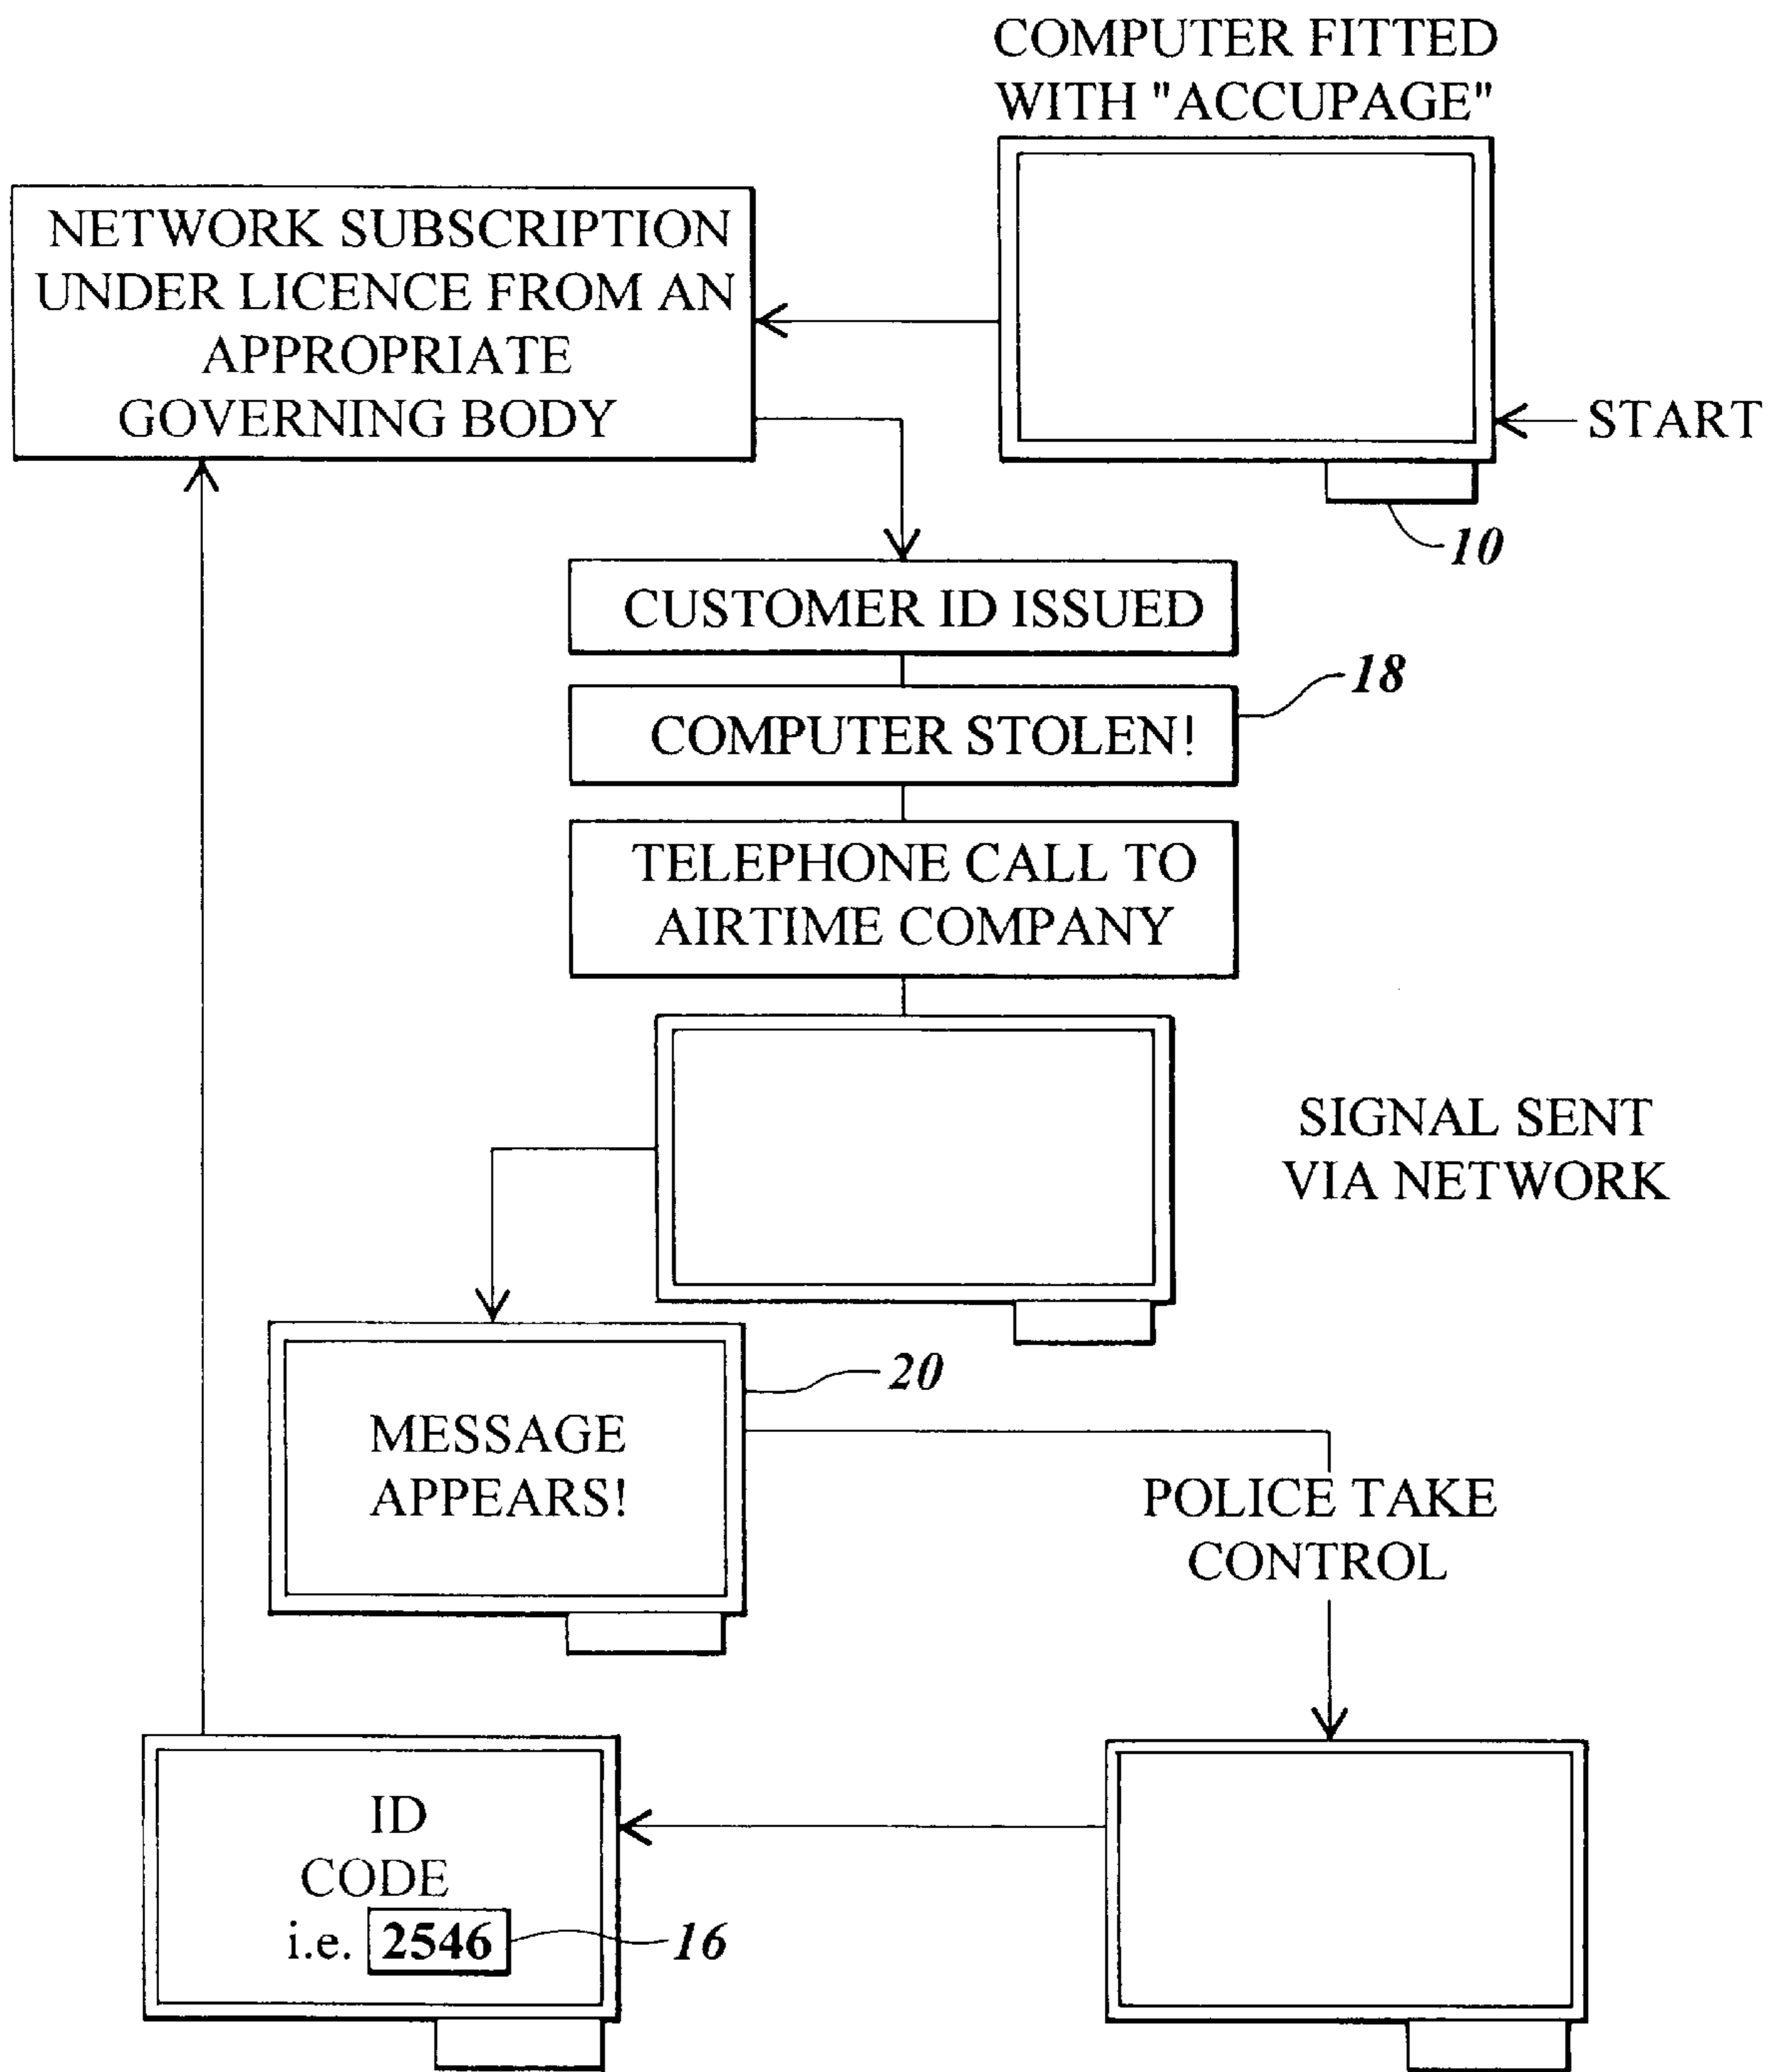 COMPUTER FITTED
WITH "ACCUPAGE"
NETWORK SUBSCRIPTION
UNDER LICENCE FROM AN
APPROPRIATE
GOVERNING BODY
START
10
CUSTOMER ID ISSUED
18
COMPUTER STOLEN!
TELEPHONE CALL TO
AIRTIME COMPANY
SIGNAL SENT
VIA NETWORK
20
MESSAGE
APPEARS!
POLICE TAKE
CONTROL
ID
CODE
i.e. 2546
16